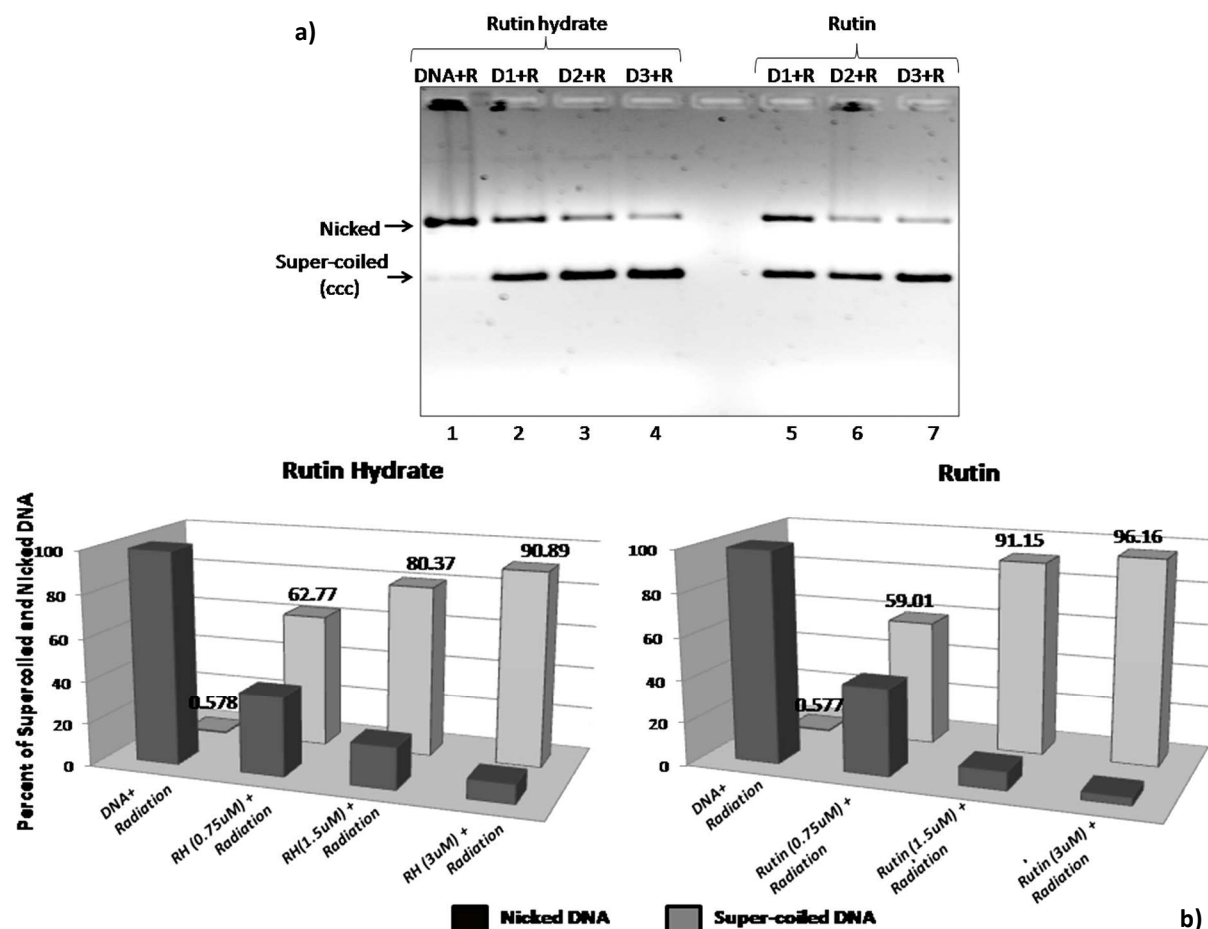 a)
Rutin hydrate
Rutin
DNA+R D1+R D2+R D3+R
D1+R D2+R D3+R
Nicked
Super-coiled
(ccc)
1 2 3 4 5 6 7
Rutin Hydrate
Percent of Supercoiled and Nicked DNA
100
80
60
40
20
0
0.578
62.77
80.37
90.89
DNA+
Radiation
RH (0.75uM) +
Radiation
RH(1.5uM) +
Radiation
RH (3uM) +
Radiation
Rutin
100
80
60
40
20
0
0.577
59.01
91.15
96.16
DNA+
Radiation
Rutin (0.75uM) +
Radiation
Rutin (1.5uM) +
Radiation
Rutin (3uM) +
Radiation
Nicked DNA
Super-coiled DNA
b)